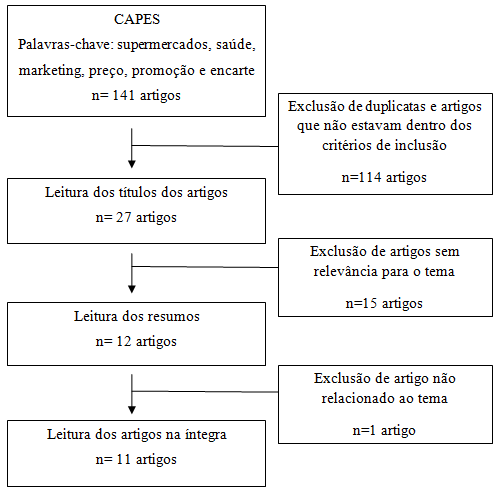 CAPES
Palavras-chave: supermercados, saúde,
marketing, preço, promoção e encarte
n= 141 artigos
Exclusão de duplicatas e artigos
que não estavam dentro dos
critérios de inclusão
n=114 artigos
Leitura dos títulos dos artigos
n= 27 artigos
Exclusão de artigos sem
relevância para o tema
n=15 artigos
Leitura dos resumos
n= 12 artigos
Exclusão de artigo não
relacionado ao tema
n=1 artigo
Leitura dos artigos na íntegra
n= 11 artigos